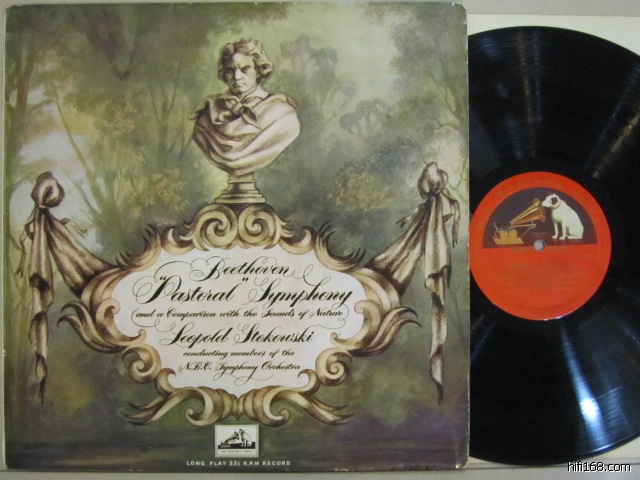 Beethoven
"Pastoral" Symphony
and a Comparison with the Sounds of Nature
Leopold Stokowski
conducting members of the
N.B.C. Symphony Orchestra
LONG PLAY 33⅓ R.P.M RECORD
hifi168.com